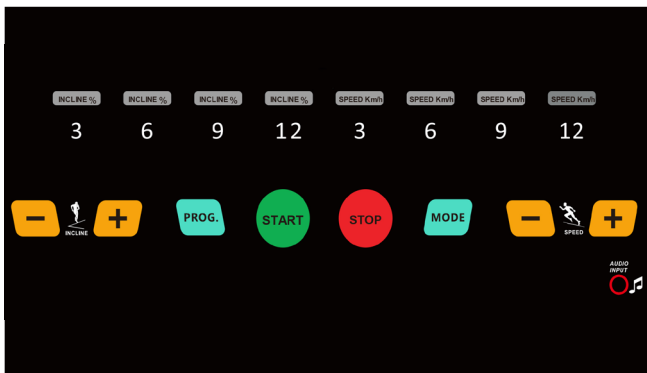 INCLINE % INCLINE % INCLINE % INCLINE % SPEED Km/h SPEED Km/h SPEED Km/h SPEED Km/h
3 6 9 12 3 6 9 12
− INCLINE + PROG. START STOP MODE − SPEED +
AUDIO
INPUT